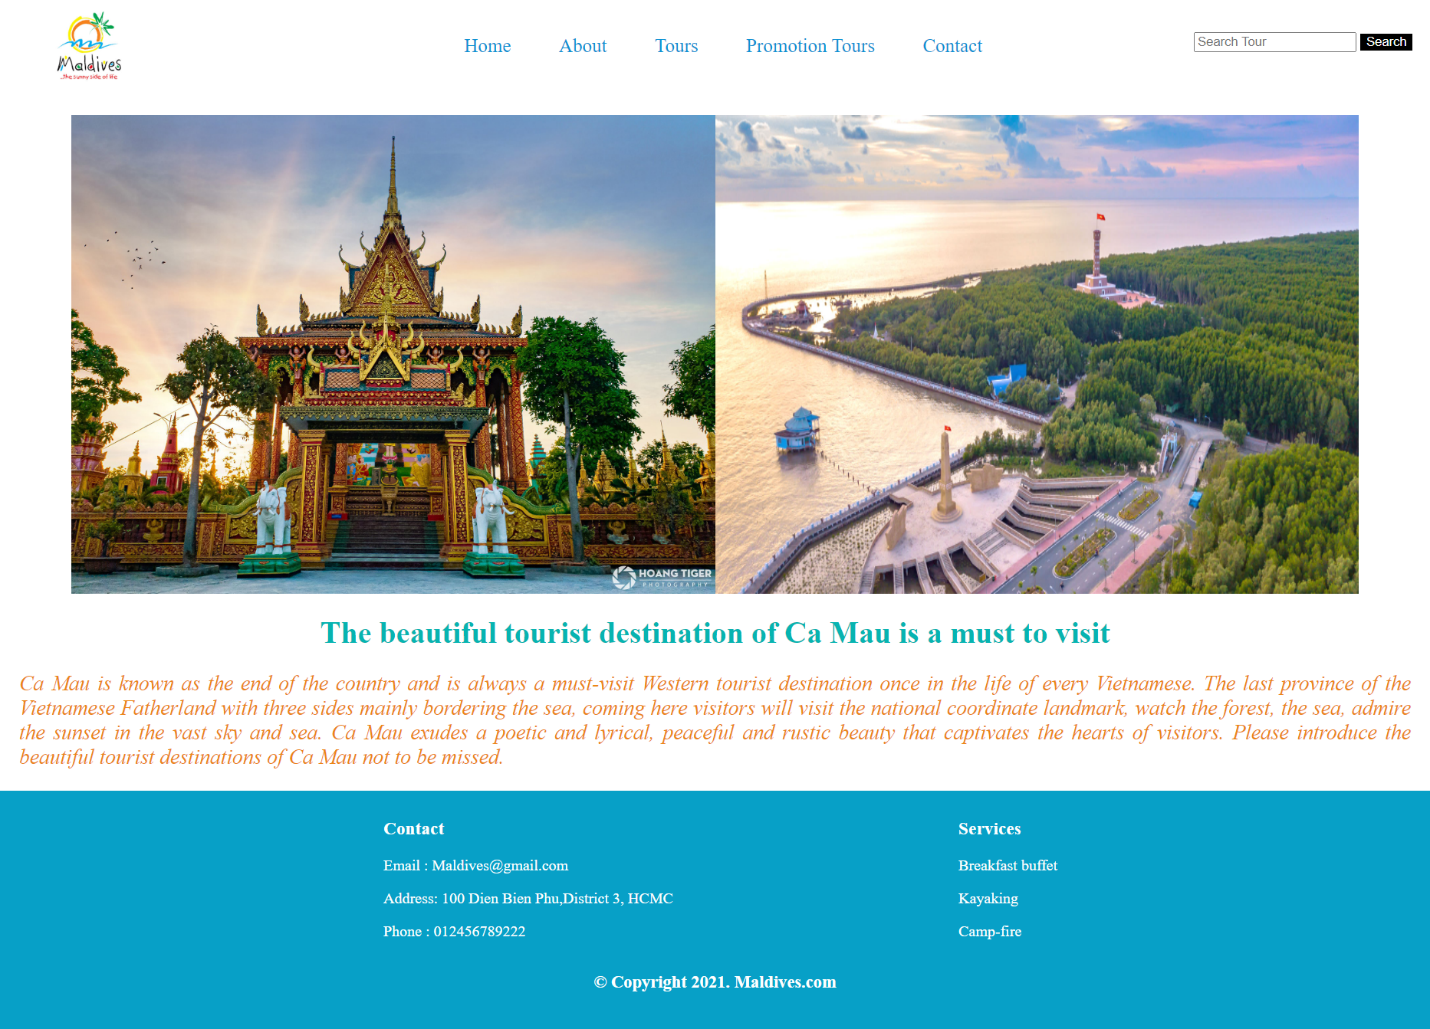 Maldives
...the sunny side of life
Home About Tours Promotion Tours Contact
Search Tour Search
HOANG TIGER
PHOTOGRAPHY
The beautiful tourist destination of Ca Mau is a must to visit
Ca Mau is known as the end of the country and is always a must-visit Western tourist destination once in the life of every Vietnamese. The last province of the
Vietnamese Fatherland with three sides mainly bordering the sea, coming here visitors will visit the national coordinate landmark, watch the forest, the sea, admire
the sunset in the vast sky and sea. Ca Mau exudes a poetic and lyrical, peaceful and rustic beauty that captivates the hearts of visitors. Please introduce the
beautiful tourist destinations of Ca Mau not to be missed.
Contact
Email : Maldives@gmail.com
Address: 100 Dien Bien Phu,District 3, HCMC
Phone : 012456789222
Services
Breakfast buffet
Kayaking
Camp-fire
© Copyright 2021. Maldives.com